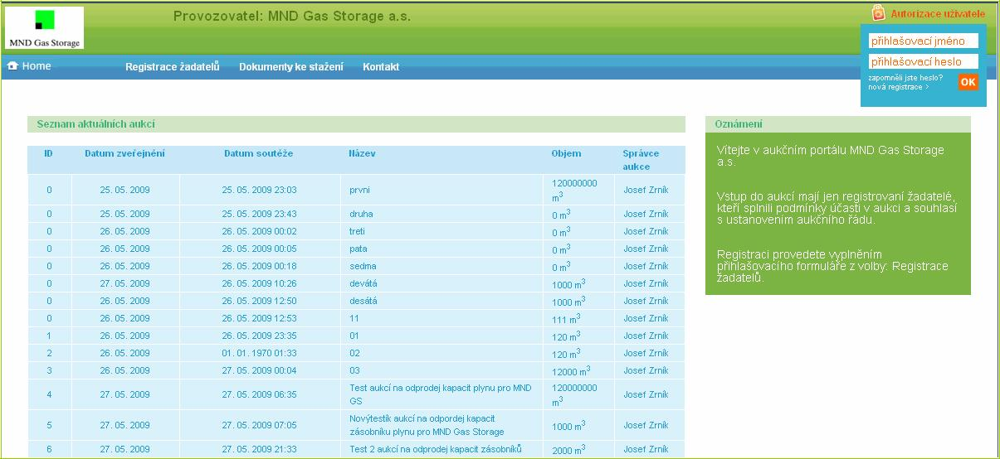 Provozovatel: MND Gas Storage a.s.
MND Gas Storage
Autorizace uživatele
přihlašovací jméno
přihlašovací heslo
zapomněli jste heslo?
nová registrace >
OK
Home Registrace žadatelů Dokumenty ke stažení Kontakt
Seznam aktuálních aukcí
ID Datum zveřejnění Datum soutěže Název Objem Správce
aukce
0 25. 05. 2009 25. 05. 2009 23:03 prvni 120000000 m³ Josef Zrník
0 25. 05. 2009 25. 05. 2009 23:43 druha 0 m³ Josef Zrník
0 26. 05. 2009 26. 05. 2009 00:02 treti 0 m³ Josef Zrník
0 26. 05. 2009 26. 05. 2009 00:05 pata 0 m³ Josef Zrník
0 26. 05. 2009 26. 05. 2009 00:18 sedma 0 m³ Josef Zrník
0 27. 05. 2009 26. 05. 2009 10:26 devátá 1000 m³ Josef Zrník
0 26. 05. 2009 26. 05. 2009 12:50 desátá 1000 m³ Josef Zrník
0 26. 05. 2009 26. 05. 2009 12:53 11 111 m³ Josef Zrník
1 26. 05. 2009 26. 05. 2009 23:35 01 120 m³ Josef Zrník
2 26. 05. 2009 01. 01. 1970 01:33 02 120 m³ Josef Zrník
3 26. 05. 2009 27. 05. 2009 00:04 03 12000 m³ Josef Zrník
4 27. 05. 2009 27. 05. 2009 06:35 Test aukcí na odprodej kapacit plynu pro MND
GS 120000000 m³ Josef Zrník
5 27. 05. 2009 27. 05. 2009 07:05 Novýtestík aukcí na odpordej kapacit
zásobníku plynu pro MND Gas Storage 1000 m³ Josef Zrník
6 27. 05. 2009 27. 05. 2009 21:33 Test 2 aukcí na odprodej kapacit zásobníků 2000 m³ Josef Zrník
Oznámení
Vítejte v aukčním portálu MND Gas Storage
a.s.
Vstup do aukcí mají jen registrovaní žadatelé,
kteří splnili podmínky účasti v aukci a souhlasí
s ustanovením aukčního řádu.
Registraci provedete vyplněním
přihlašovacího formuláře z volby: Registrace
žadatelů.